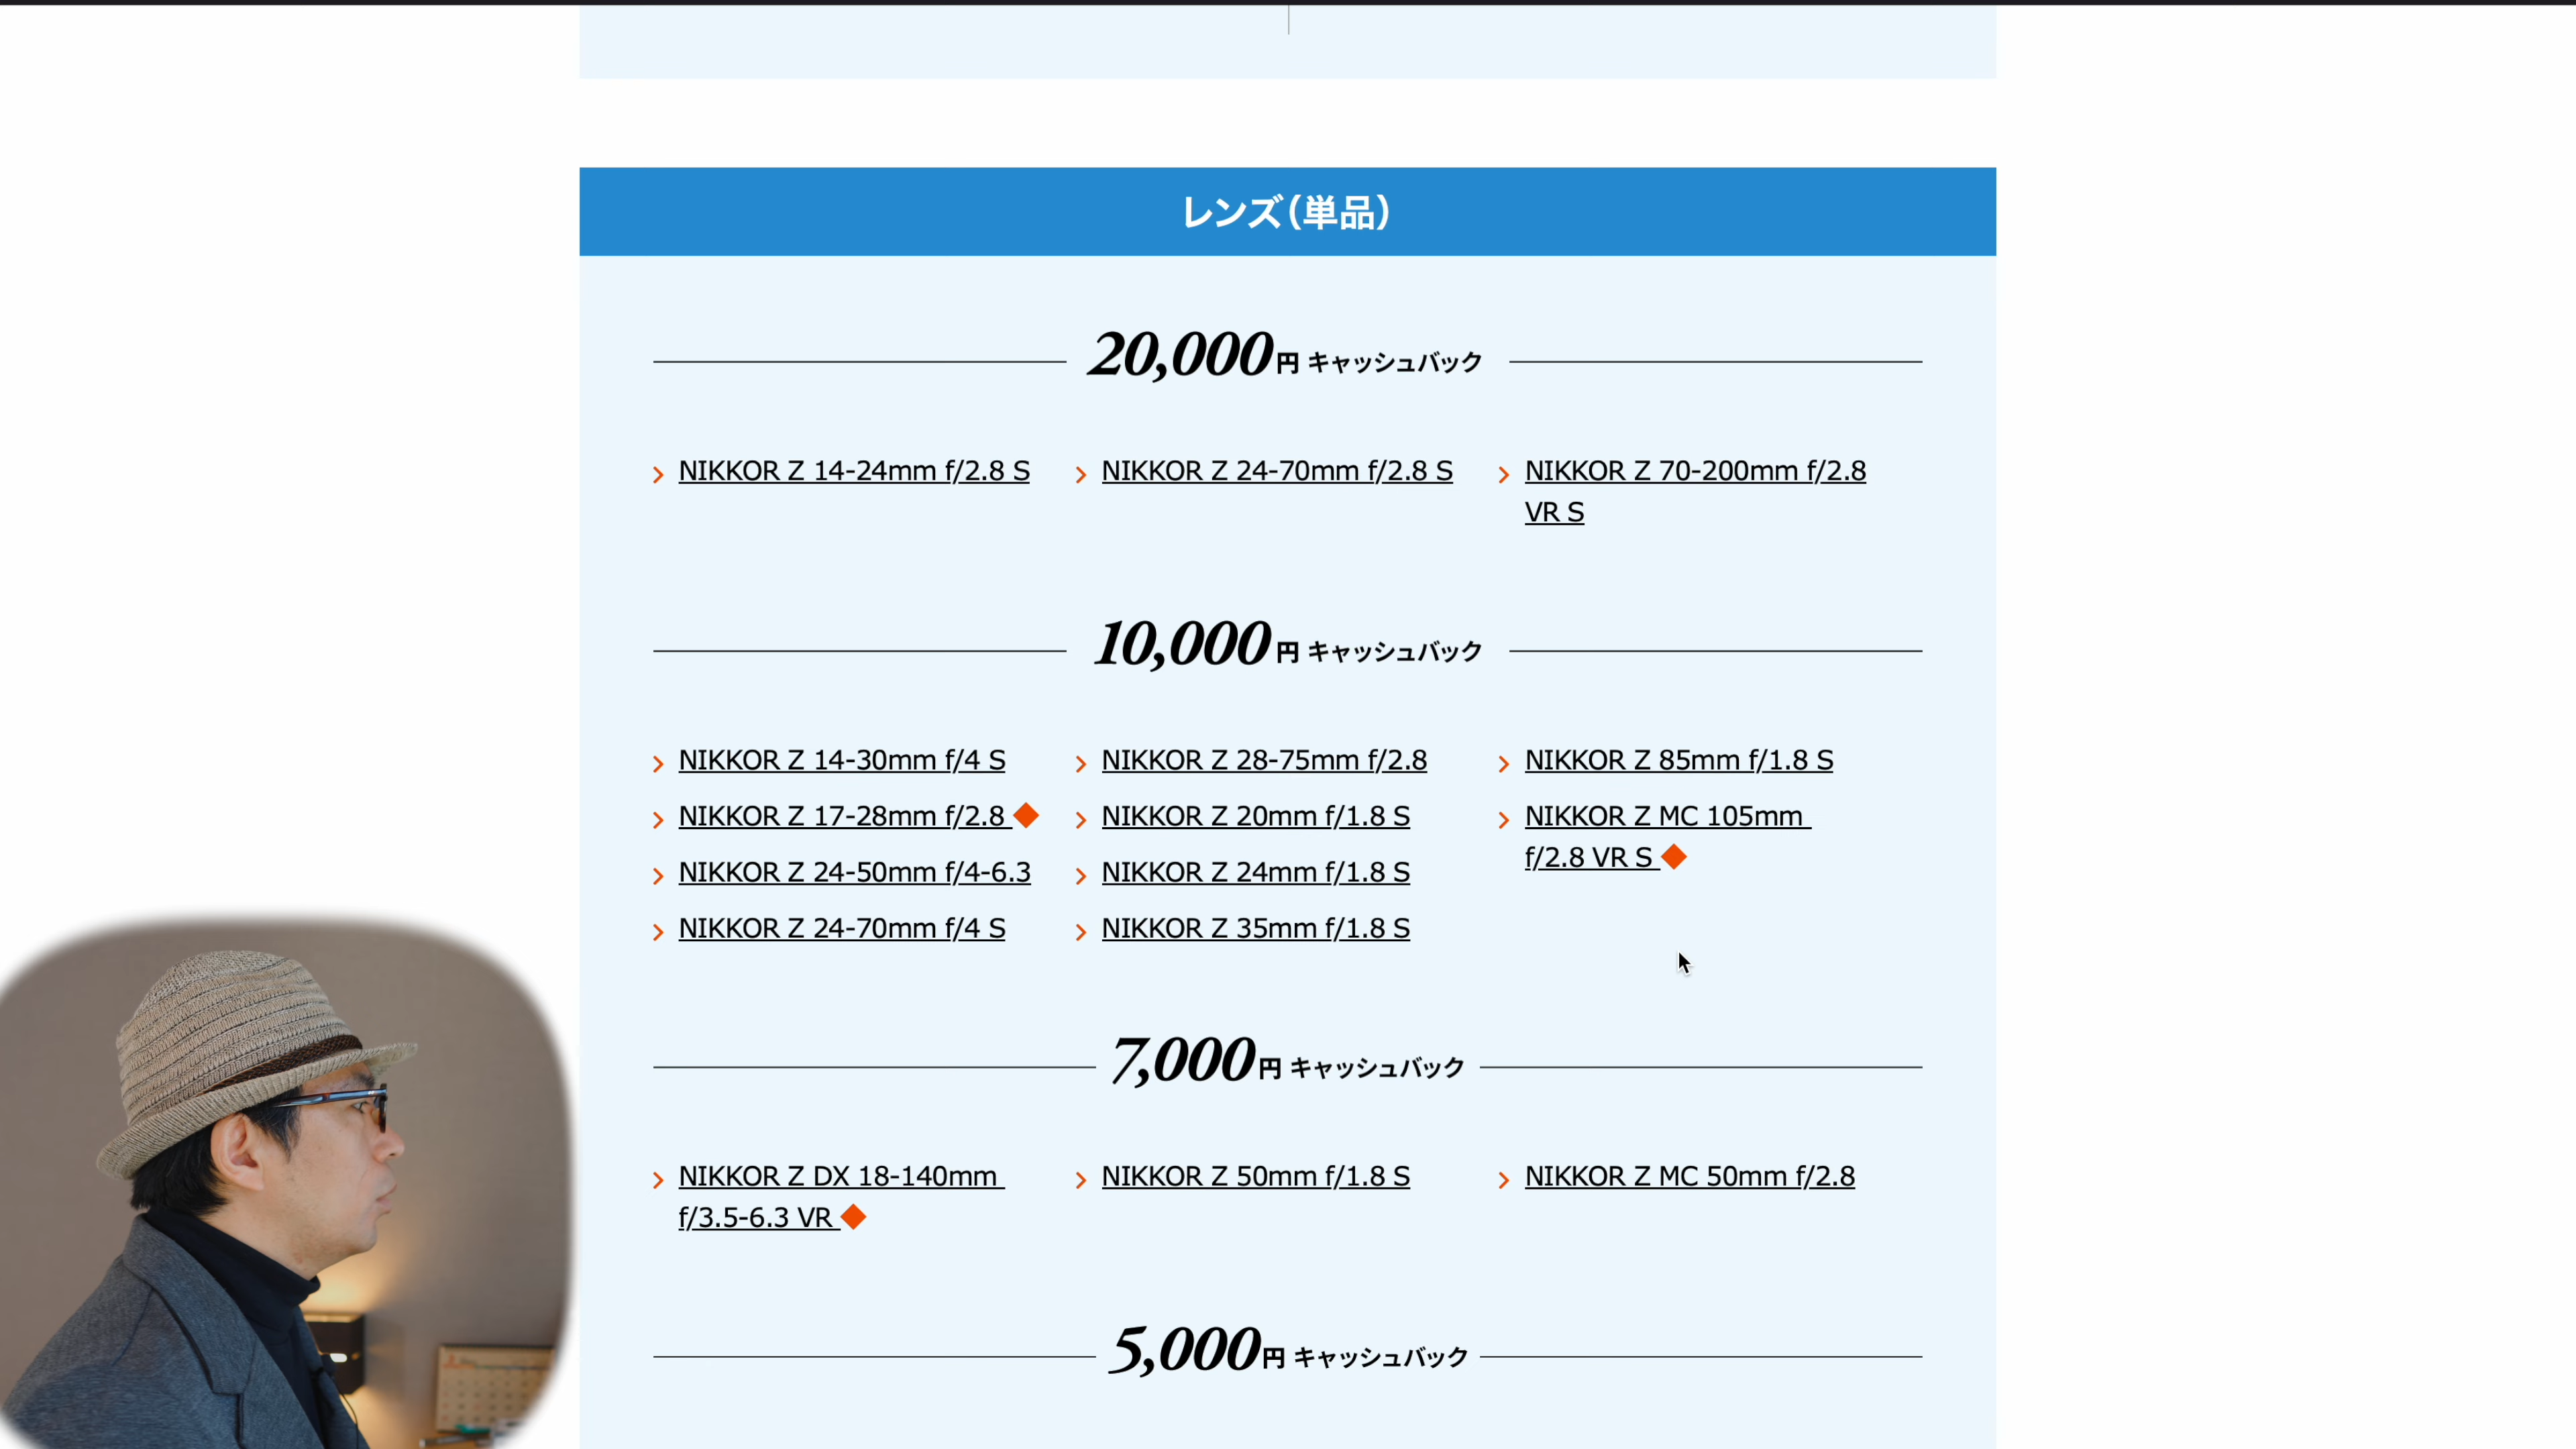 レンズ（単品）
20,000円 キャッシュバック
NIKKOR Z 14-24mm f/2.8 S
NIKKOR Z 24-70mm f/2.8 S
NIKKOR Z 70-200mm f/2.8
VR S
10,000円 キャッシュバック
NIKKOR Z 14-30mm f/4 S
NIKKOR Z 17-28mm f/2.8 ◆
NIKKOR Z 24-50mm f/4-6.3
NIKKOR Z 24-70mm f/4 S
NIKKOR Z 28-75mm f/2.8
NIKKOR Z 20mm f/1.8 S
NIKKOR Z 24mm f/1.8 S
NIKKOR Z 35mm f/1.8 S
NIKKOR Z 85mm f/1.8 S
NIKKOR Z MC 105mm
f/2.8 VR S ◆
7,000円 キャッシュバック
NIKKOR Z DX 18-140mm
f/3.5-6.3 VR ◆
NIKKOR Z 50mm f/1.8 S
NIKKOR Z MC 50mm f/2.8
5,000円 キャッシュバック